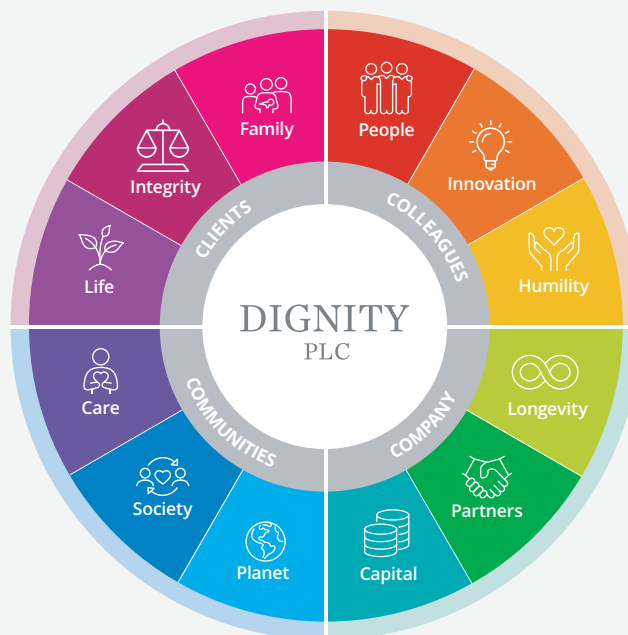 Family
People
Integrity
Innovation
CLIENTS
COLLEAGUES
Life
Humility
DIGNITY
PLC
Care
Longevity
COMMUNITIES
COMPANY
Society
Partners
Planet
Capital